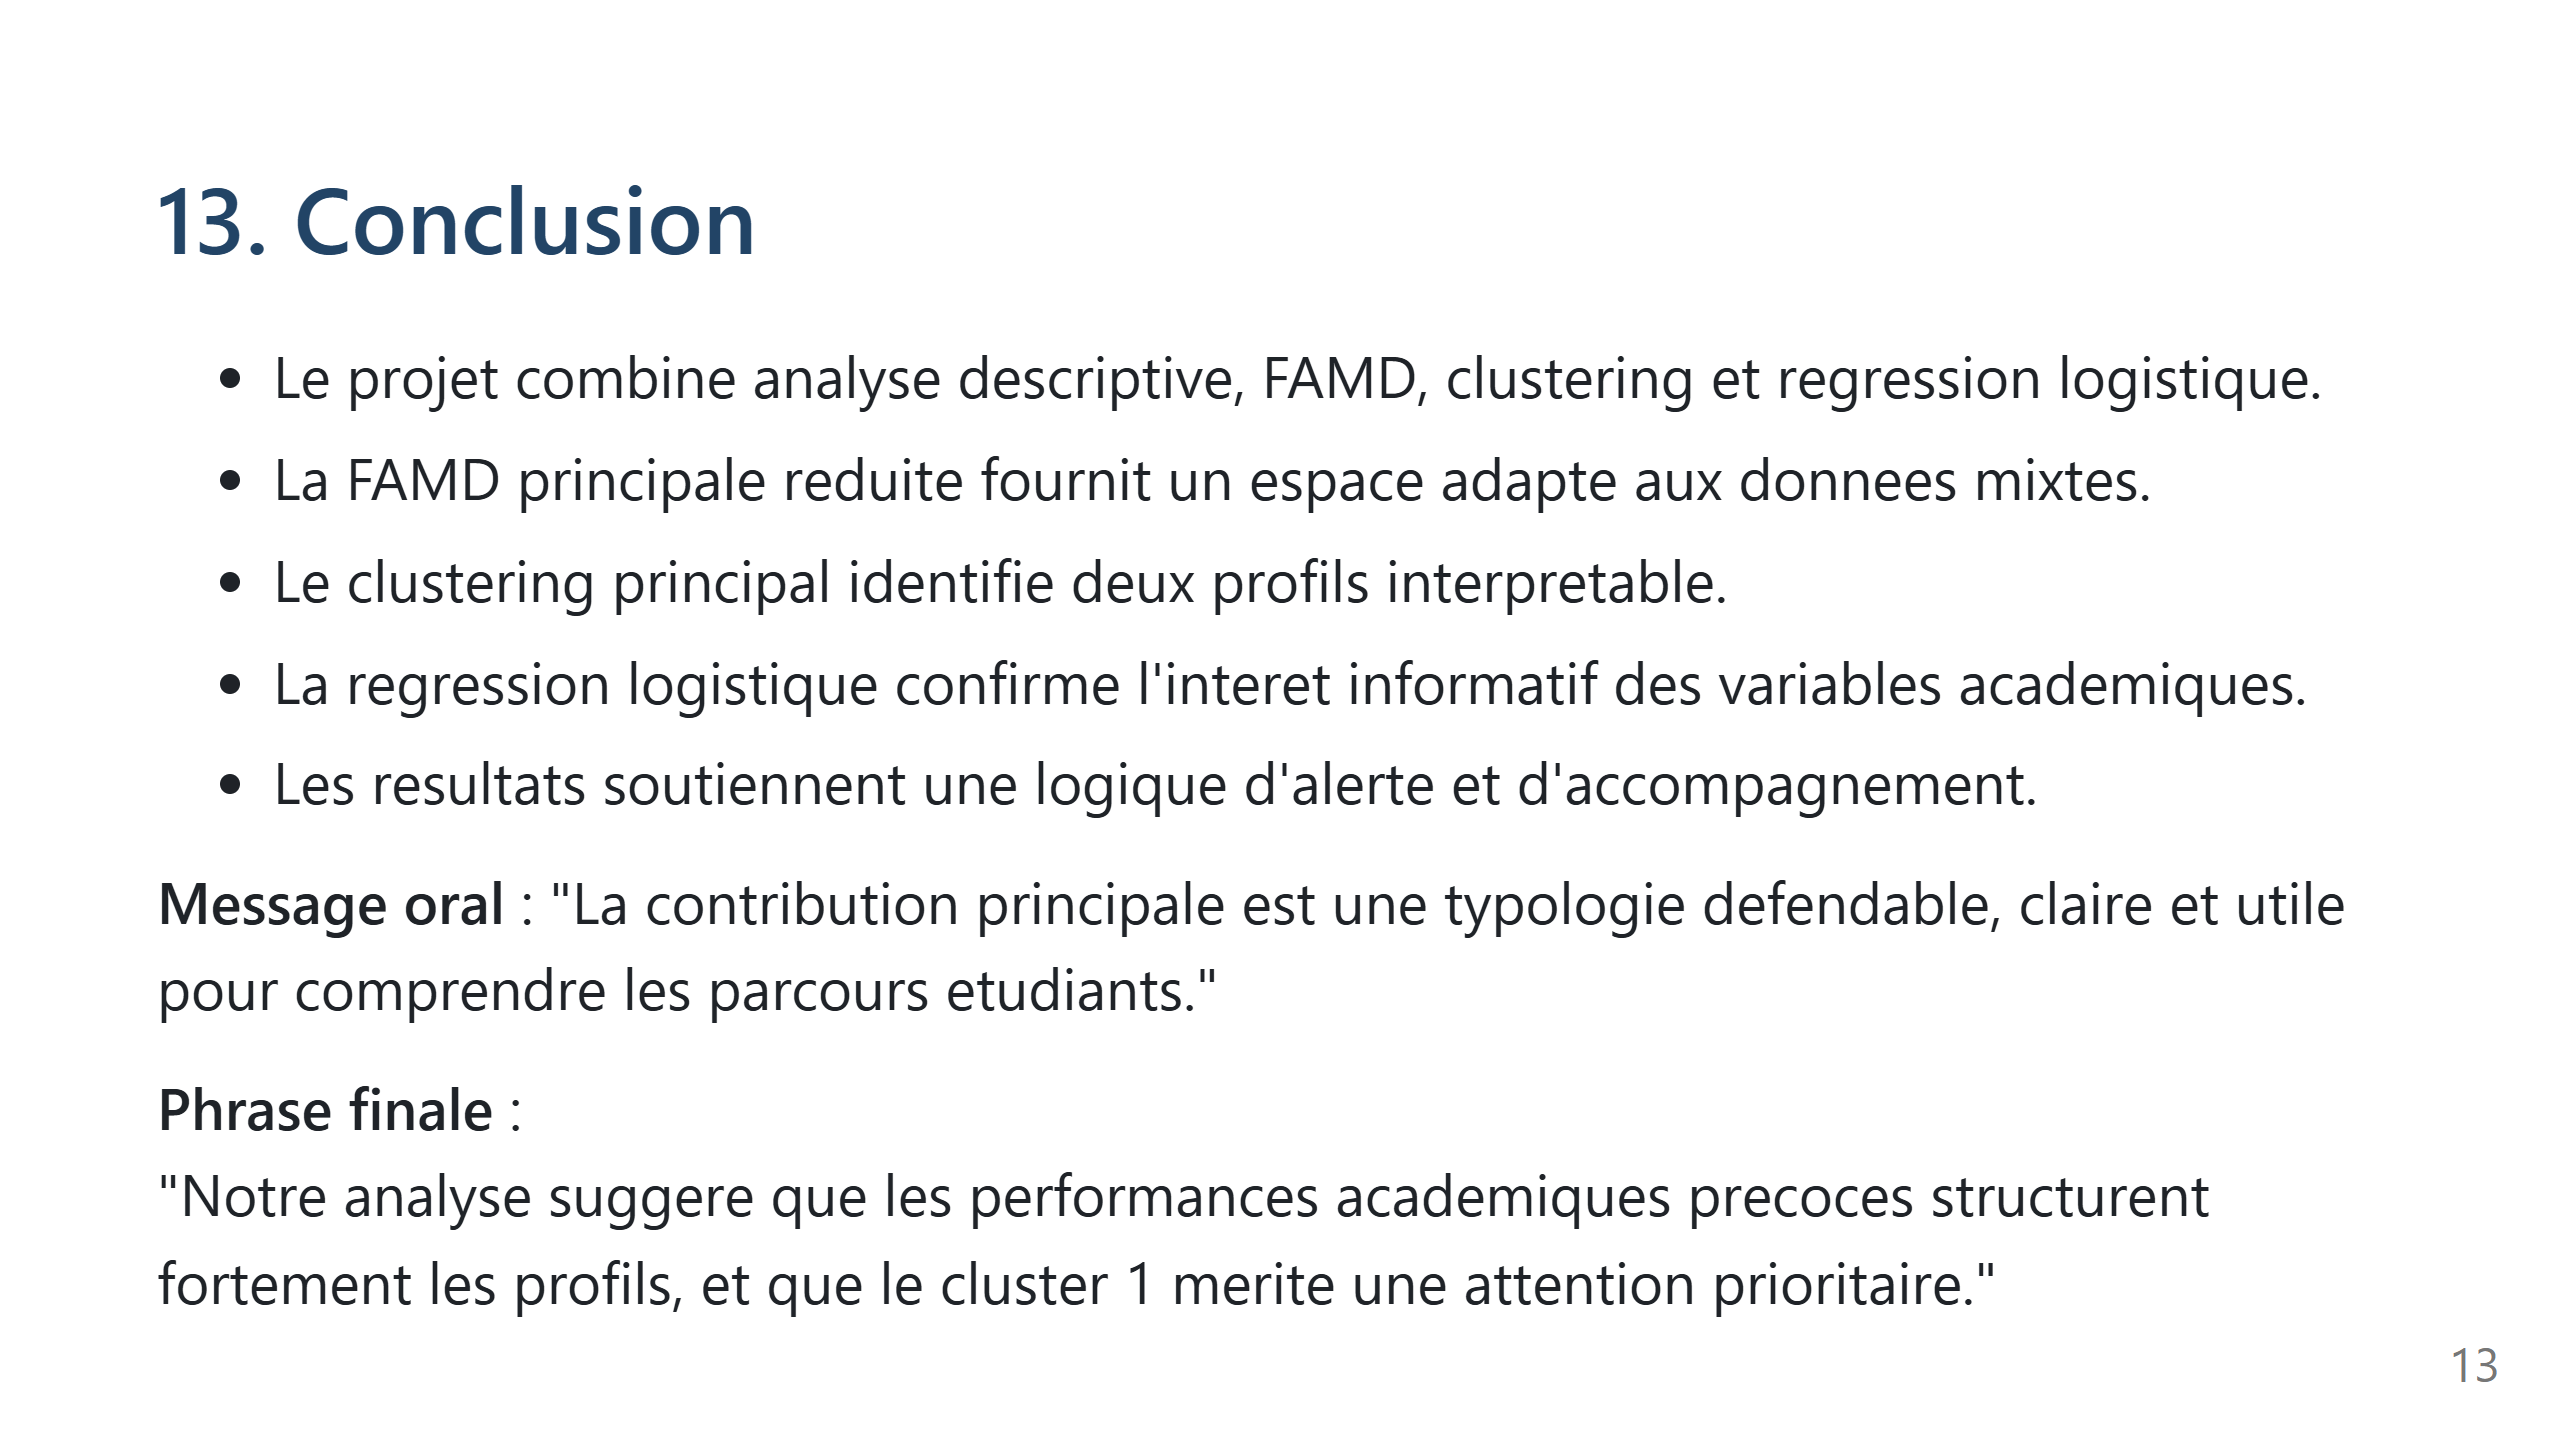 13. Conclusion
• Le projet combine analyse descriptive, FAMD, clustering et regression logistique.
• La FAMD principale reduite fournit un espace adapte aux donnees mixtes.
• Le clustering principal identifie deux profils interpretable.
• La regression logistique confirme l'interet informatif des variables academiques.
• Les resultats soutiennent une logique d'alerte et d'accompagnement.
Message oral : "La contribution principale est une typologie defendable, claire et utile
pour comprendre les parcours etudiants."
Phrase finale :
"Notre analyse suggere que les performances academiques precoces structurent
fortement les profils, et que le cluster 1 merite une attention prioritaire."
13